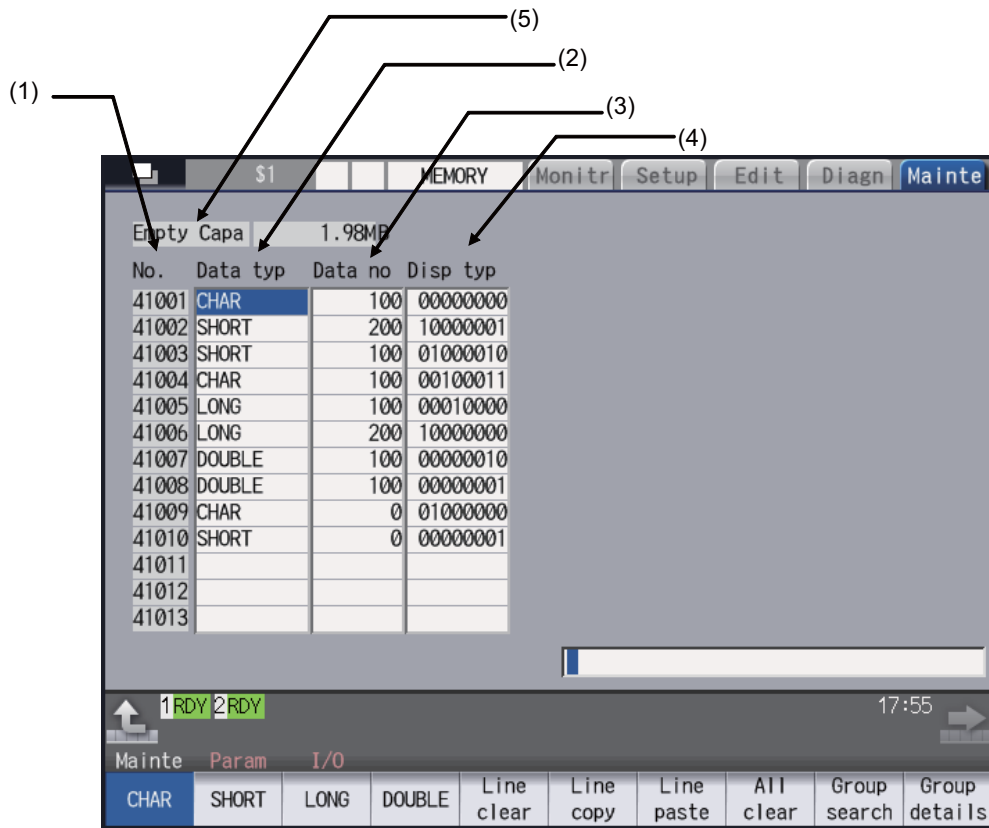 (5)
(2)
(1)
(3)
(4)
$1 MEMORY Monitr Setup Edit Diagn Mainte
Empty Capa 1.98MB
No. Data typ Data no Disp typ
41001 CHAR 100 00000000
41002 SHORT 200 10000001
41003 SHORT 100 01000010
41004 CHAR 100 00100011
41005 LONG 100 00010000
41006 LONG 200 10000000
41007 DOUBLE 100 00000010
41008 DOUBLE 100 00000001
41009 CHAR 0 01000000
41010 SHORT 0 00000001
41011
41012
41013
1 RDY 2 RDY 17:55
Mainte Param I/O
CHAR SHORT LONG DOUBLE Line clear Line copy Line paste All clear Group search Group details